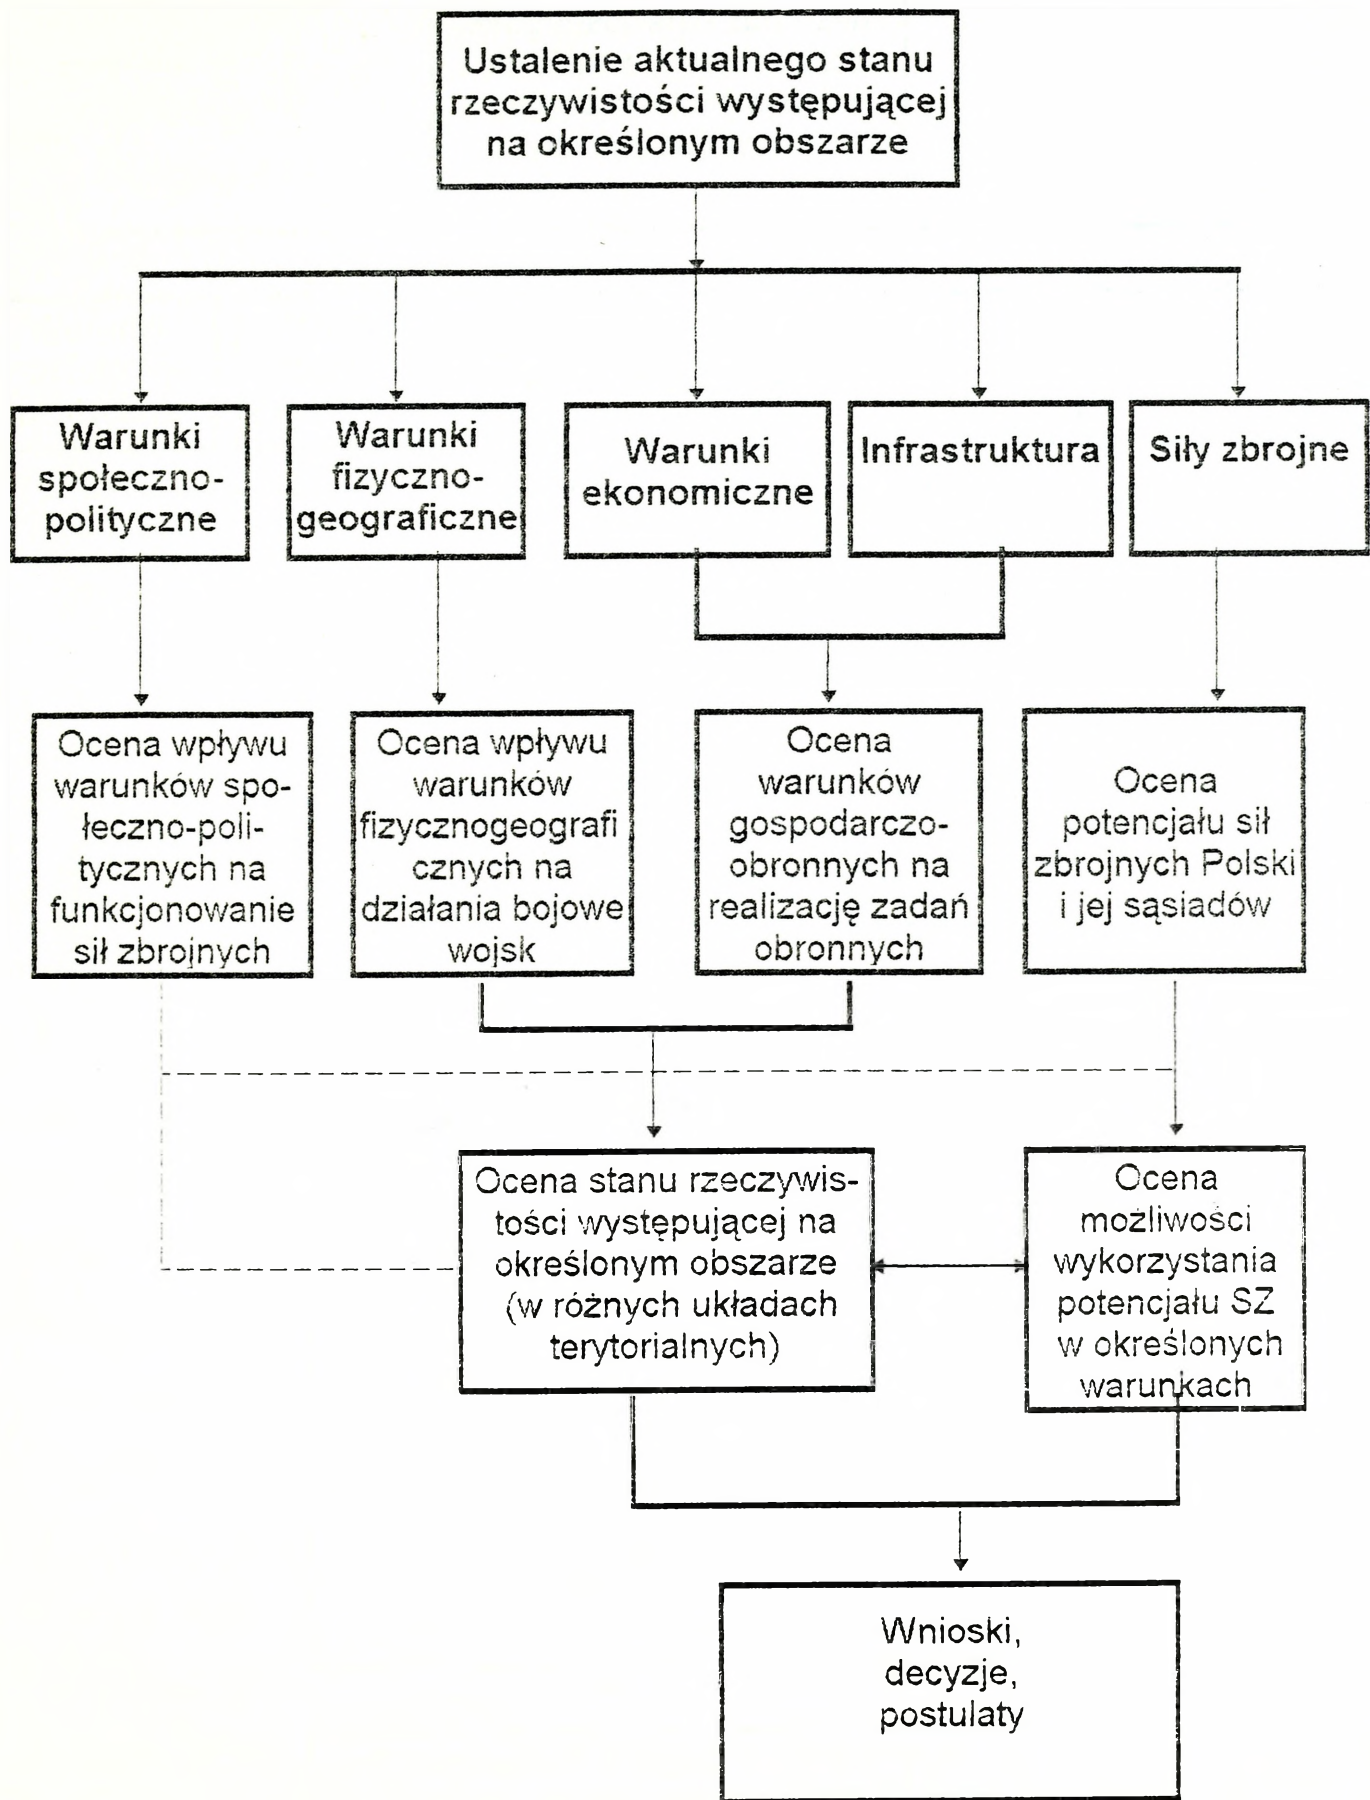 Ustalenie aktualnego stanu
rzeczywistości występującej
na określonym obszarze
Warunki
społeczno-
polityczne
Warunki
fizyczno-
geograficzne
Warunki
ekonomiczne
Infrastruktura
Siły zbrojne
Ocena wpływu
warunków spo-
łeczno-poli-
tycznych na
funkcjonowanie
sił zbrojnych
Ocena wpływu
warunków
fizycznogeografi
cznych na
działania bojowe
wojsk
Ocena
warunków
gospodarczo-
obronnych na
realizację zadań
obronnych
Ocena
potencjału sił
zbrojnych Polski
i jej sąsiadów
Ocena stanu rzeczywis-
tości występującej na
określonym obszarze
(w różnych układach
terytorialnych)
Ocena
możliwości
wykorzystania
potencjału SZ
w określonych
warunkach
Wnioski,
decyzje,
postulaty